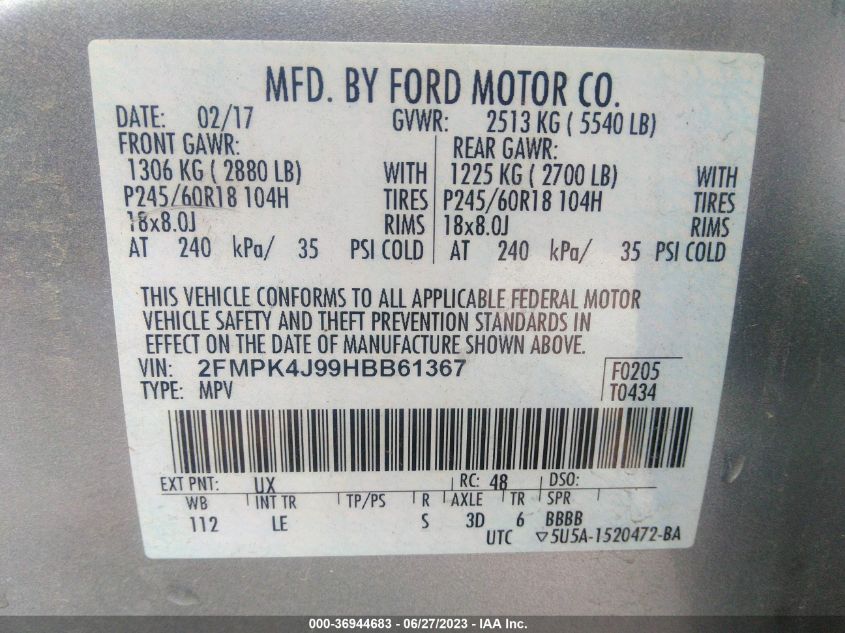 MFD. BY FORD MOTOR CO.
DATE: 02/17 GVWR: 2513 KG ( 5540 LB)
FRONT GAWR: REAR GAWR:
1306 KG ( 2880 LB) WITH 1225 KG ( 2700 LB) WITH
P245/60R18 104H TIRES P245/60R18 104H TIRES
18x8.0J RIMS 18x8.0J RIMS
AT 240 kPa/ 35 PSI COLD AT 240 kPa/ 35 PSI COLD
THIS VEHICLE CONFORMS TO ALL APPLICABLE FEDERAL MOTOR
VEHICLE SAFETY AND THEFT PREVENTION STANDARDS IN
EFFECT ON THE DATE OF MANUFACTURE SHOWN ABOVE.
VIN: 2FMPK4J99HBB61367 F0205
TYPE: MPV T0434
EXT PNT: UX RC: 48 DSO:
WB INT TR TP/PS R AXLE TR SPR
112 LE S 3D 6 BBBB
UTC ▽5U5A-1520472-BA
000-36944683 - 06/27/2023 - IAA Inc.